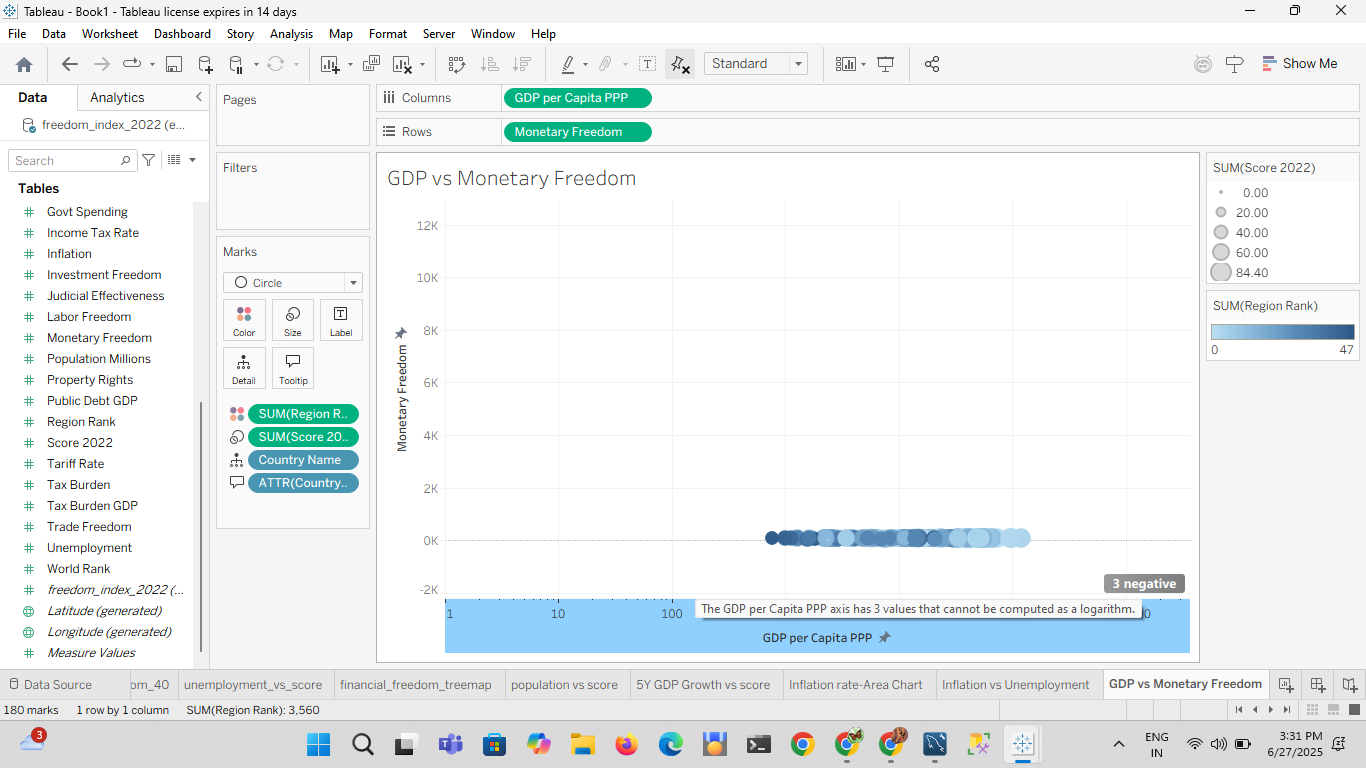 Tableau - Book1 - Tableau license expires in 14 days
File Data Worksheet Dashboard Story Analysis Map Format Server Window Help
Standard
Show Me
Data Analytics
freedom_index_2022 (e...
Search
Tables
Govt Spending
Income Tax Rate
Inflation
Investment Freedom
Judicial Effectiveness
Labor Freedom
Monetary Freedom
Population Millions
Property Rights
Public Debt GDP
Region Rank
Score 2022
Tariff Rate
Tax Burden
Tax Burden GDP
Trade Freedom
Unemployment
World Rank
freedom_index_2022 (...
Latitude (generated)
Longitude (generated)
Measure Values
Pages
Filters
Marks
Circle
Color Size Label
Detail Tooltip
SUM(Region R..
SUM(Score 20..
Country Name
ATTR(Country..
Columns GDP per Capita PPP
Rows Monetary Freedom
GDP vs Monetary Freedom
12K
10K
8K
6K
4K
2K
0K
-2K
Monetary Freedom
3 negative
The GDP per Capita PPP axis has 3 values that cannot be computed as a logarithm.
1 10 100
GDP per Capita PPP
SUM(Score 2022)
0.00
20.00
40.00
60.00
84.40
SUM(Region Rank)
0 47
Data Source om_40 unemployment_vs_score financial_freedom_treemap population vs score 5Y GDP Growth vs score Inflation rate-Area Chart Inflation vs Unemployment GDP vs Monetary Freedom
180 marks 1 row by 1 column SUM(Region Rank): 3,560
3
ENG
IN
3:31 PM
6/27/2025